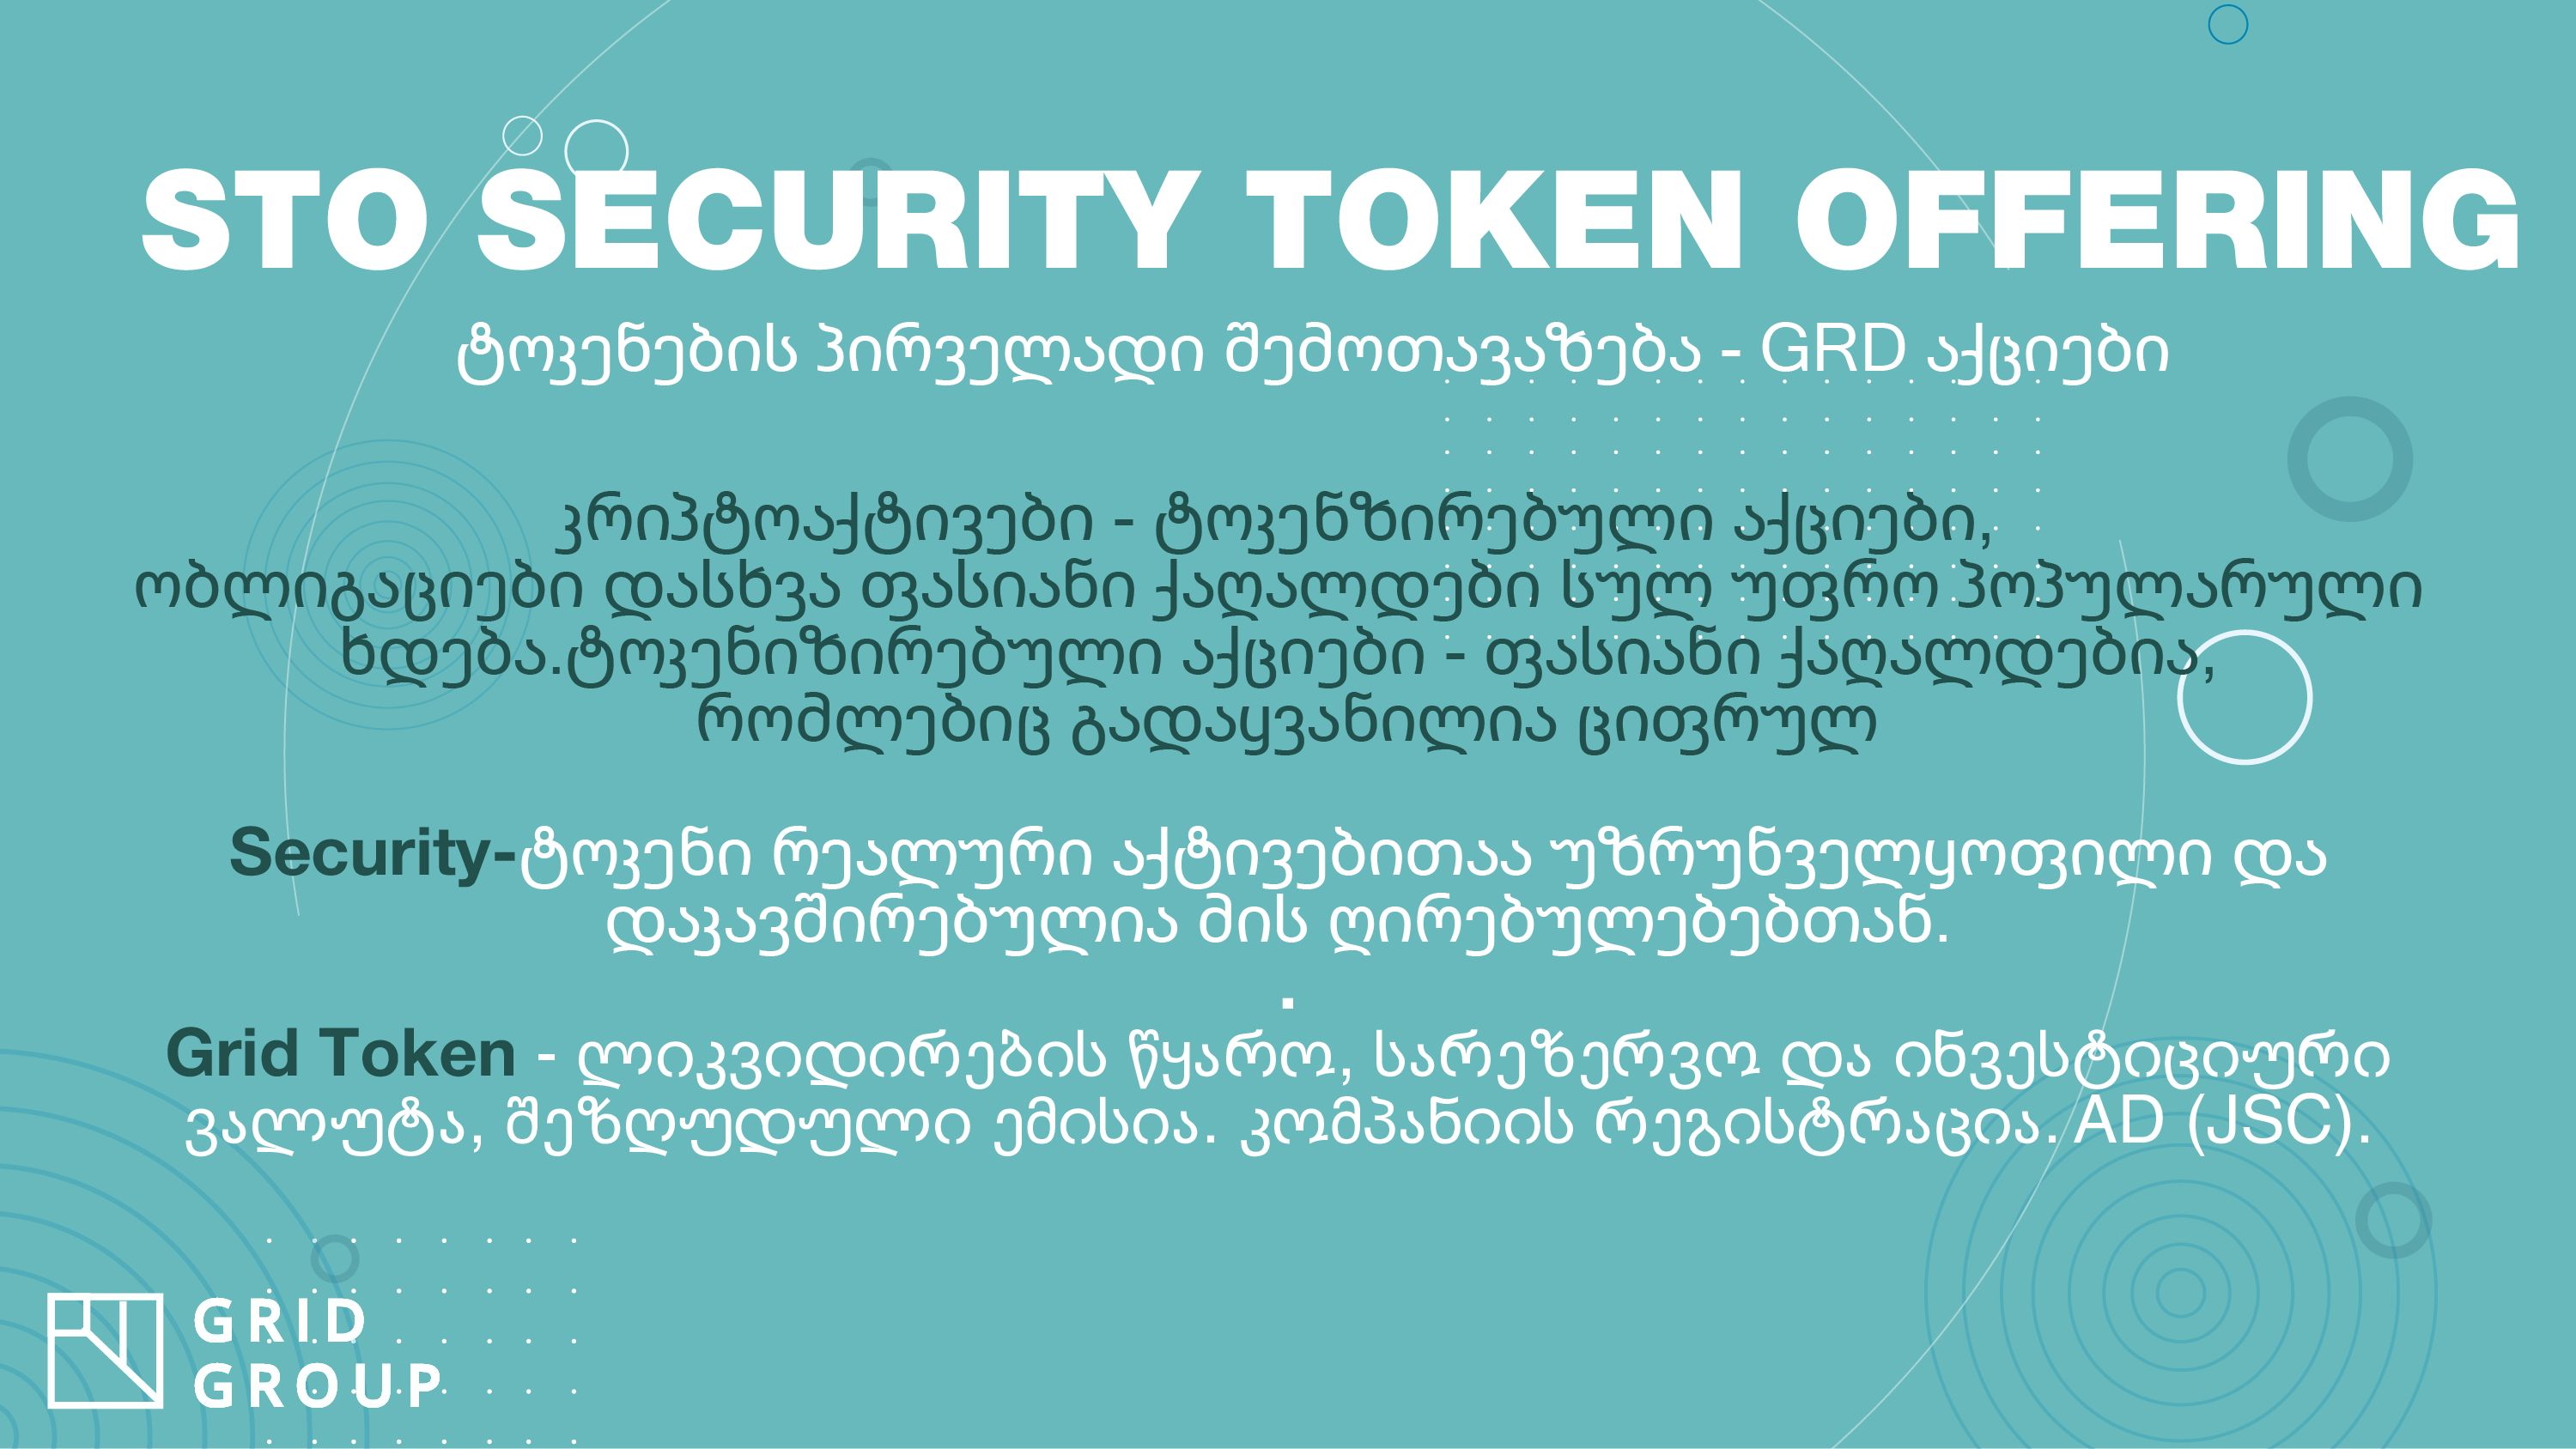 STO SECURITY TOKEN OFFERING
ტოკენების პირველადი შემოთავაზება - GRD აქციები
კრიპტოაქტივები - ტოკენზირებული აქციები,
ობლიგაციები დასხვა ფასიანი ქაღალდები სულ უფრო პოპულარული
ხდება.ტოკენიზირებული აქციები - ფასიანი ქაღალდებია,
რომლებიც გადაყვანილია ციფრულ
Security-ტოკენი რეალური აქტივებითაა უზრუნველყოფილი და
დაკავშირებულია მის ღირებულებებთან.
.
Grid Token - ლიკვიდირების წყარო, სარეზერვო და ინვესტიციური
ვალუტა, შეზღუდული ემისია. კომპანიის რეგისტრაცია. AD (JSC).
GRID
GROUP